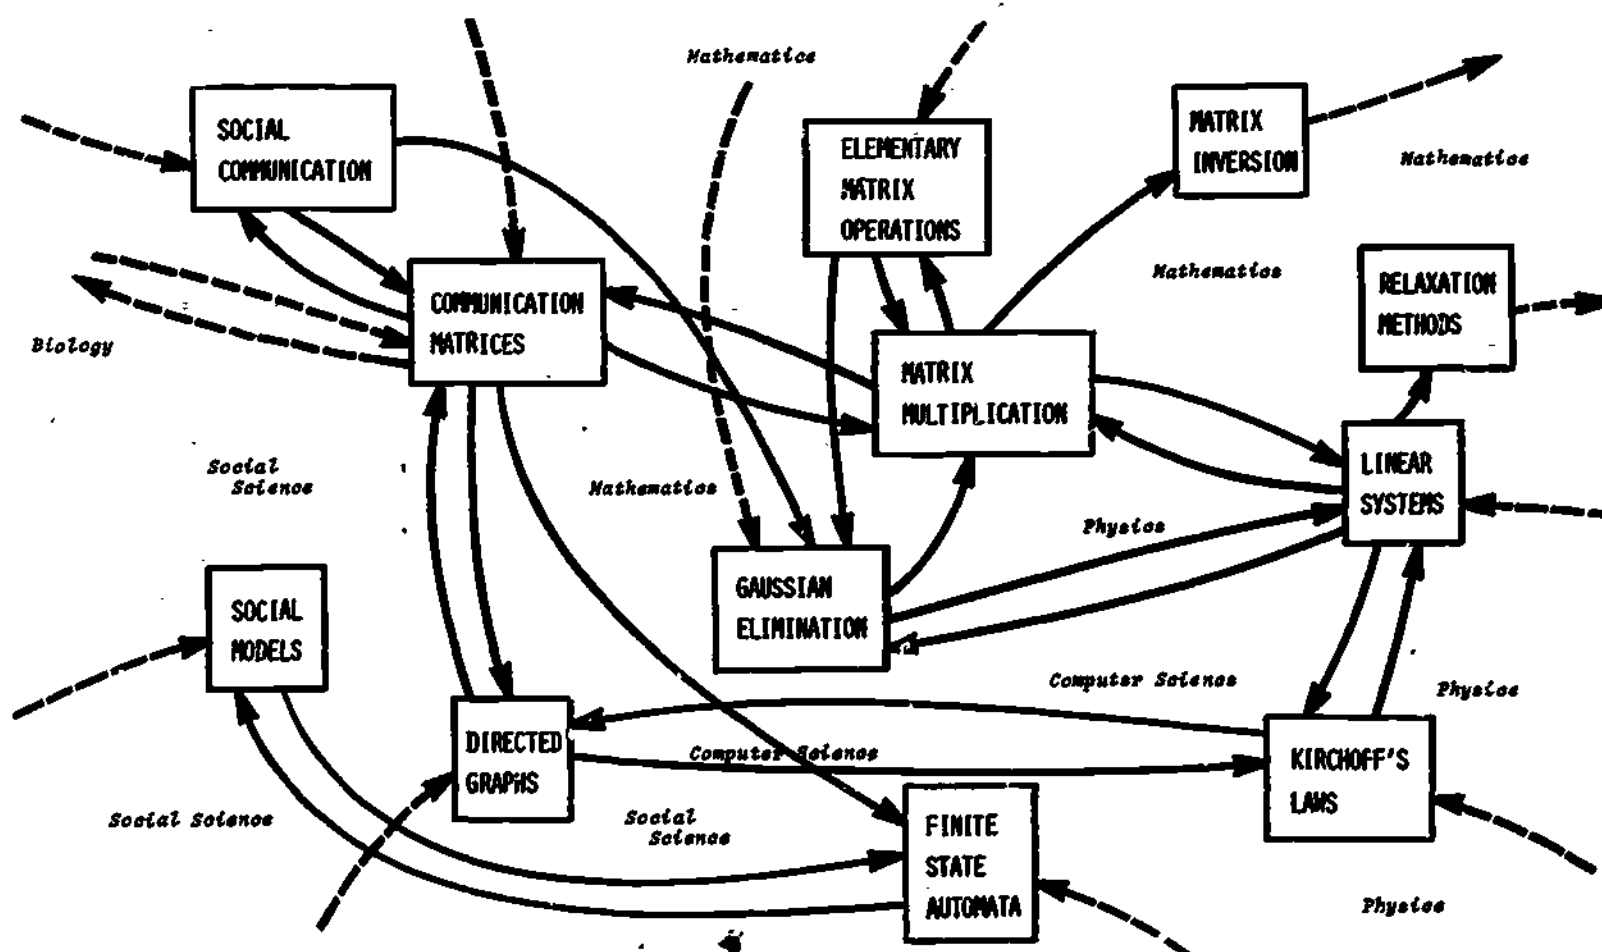 Mathematics
SOCIAL
COMMUNICATION
ELEMENTARY
MATRIX
OPERATIONS
MATRIX
INVERSION
Mathematics
Mathematics
COMMUNICATION
MATRICES
RELAXATION
METHODS
Biology
MATRIX
MULTIPLICATION
Social
Science
Mathematics
LINEAR
SYSTEMS
Physics
GAUSSIAN
ELIMINATION
SOCIAL
MODELS
Computer Science
Physics
DIRECTED
GRAPHS
Computer Science
KIRCHOFF'S
LAWS
Social Science
Social
Science
FINITE
STATE
AUTOMATA
Physics